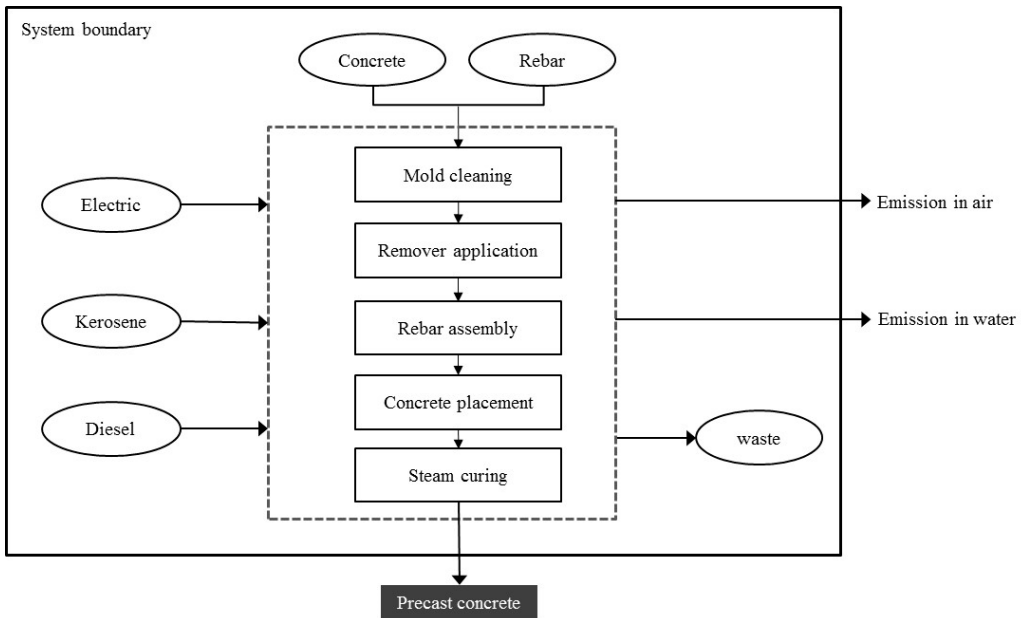 System boundary
Concrete
Rebar
Mold cleaning
Electric
Emission in air
Remover application
Kerosene
Rebar assembly
Emission in water
Concrete placement
Diesel
waste
Steam curing
Precast concrete